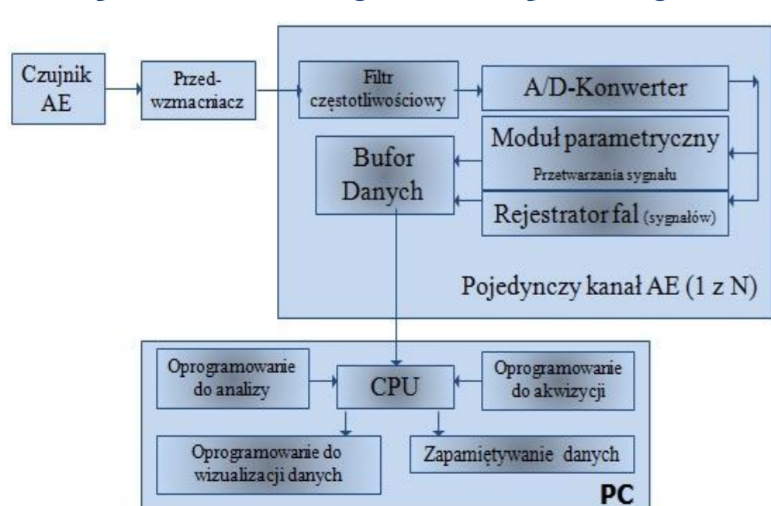 Czujnik
AE
Przed-
wzmacniacz
Filtr
częstotliwościowy
A/D-Konwerter
Moduł parametryczny
Przetwarzania sygnału
Bufor
Danych
Rejestrator fal (sygnałów)
Pojedynczy kanał AE (1 z N)
Oprogramowanie
do analizy
CPU
Oprogramowanie
do akwizycji
Oprogramowanie do
wizualizacji danych
Zapamiętywanie danych
PC